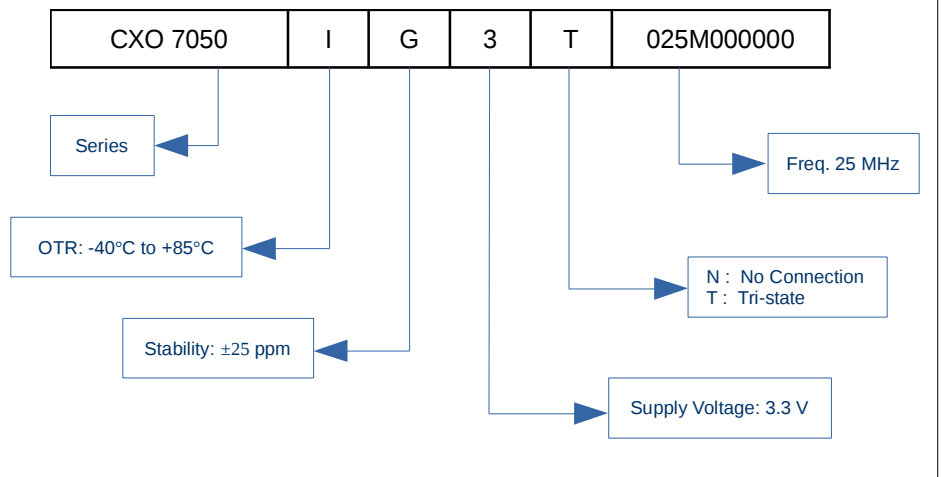 CXO 7050 I G 3 T 025M000000
Series
Freq. 25 MHz
OTR: -40°C to +85°C
N : No Connection
T : Tri-state
Stability: ±25 ppm
Supply Voltage: 3.3 V